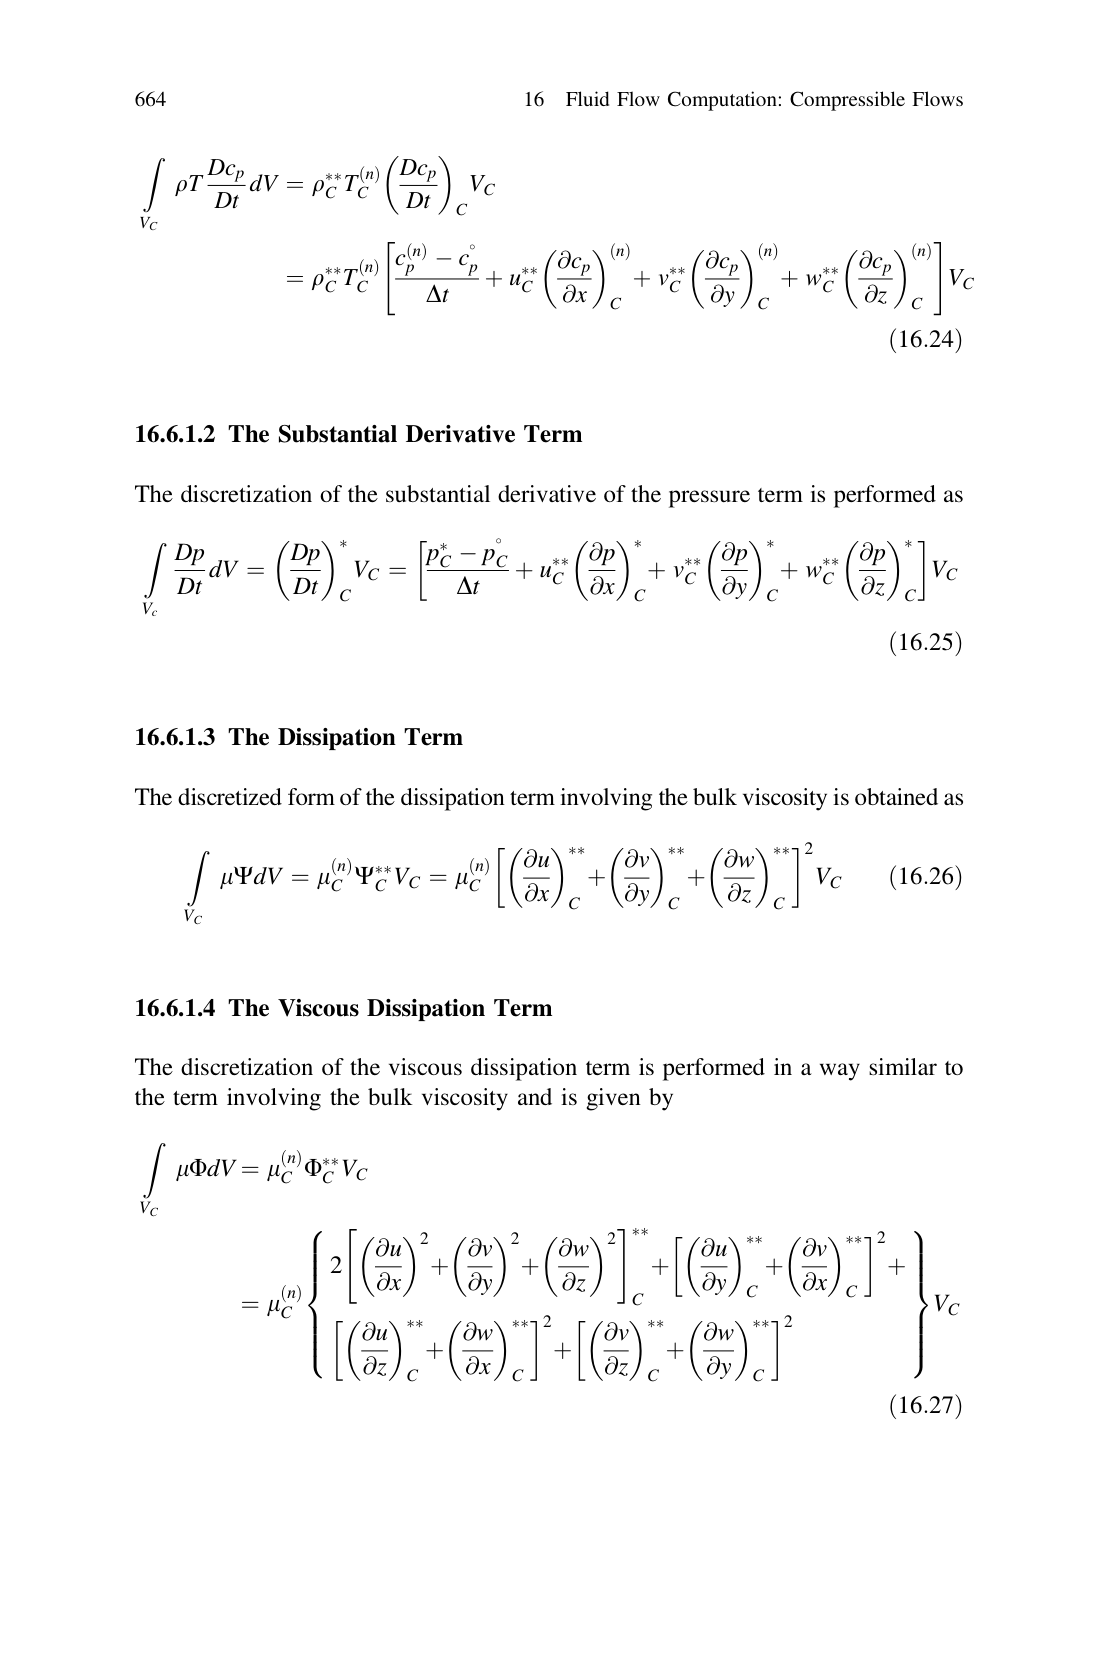 664 16 Fluid Flow Computation: Compressible Flows
$\int\limits_{V_C} \rho T \frac{Dc_p}{Dt} dV = \rho_C^{**} T_C^{(n)} \left( \frac{Dc_p}{Dt} \right)_C V_C$
$= \rho_C^{**} T_C^{(n)} \left[ \frac{c_p^{(n)} - c_p^{\circ}}{\Delta t} + u_C^{**} \left( \frac{\partial c_p}{\partial x} \right)_C^{(n)} + v_C^{**} \left( \frac{\partial c_p}{\partial y} \right)_C^{(n)} + w_C^{**} \left( \frac{\partial c_p}{\partial z} \right)_C^{(n)} \right] V_C$
(16.24)
16.6.1.2 The Substantial Derivative Term
The discretization of the substantial derivative of the pressure term is performed as
$\int\limits_{V_c} \frac{Dp}{Dt} dV = \left( \frac{Dp}{Dt} \right)_C^{*} V_C = \left[ \frac{p_C^{*} - p_C^{\circ}}{\Delta t} + u_C^{**} \left( \frac{\partial p}{\partial x} \right)_C^{*} + v_C^{**} \left( \frac{\partial p}{\partial y} \right)_C^{*} + w_C^{**} \left( \frac{\partial p}{\partial z} \right)_C^{*} \right] V_C$
(16.25)
16.6.1.3 The Dissipation Term
The discretized form of the dissipation term involving the bulk viscosity is obtained as
$\int\limits_{V_C} \mu \Psi dV = \mu_C^{(n)} \Psi_C^{**} V_C = \mu_C^{(n)} \left[ \left( \frac{\partial u}{\partial x} \right)_C^{**} + \left( \frac{\partial v}{\partial y} \right)_C^{**} + \left( \frac{\partial w}{\partial z} \right)_C^{**} \right]^2 V_C$ (16.26)
16.6.1.4 The Viscous Dissipation Term
The discretization of the viscous dissipation term is performed in a way similar to
the term involving the bulk viscosity and is given by
$\int\limits_{V_C} \mu \Phi dV = \mu_C^{(n)} \Phi_C^{**} V_C$
$= \mu_C^{(n)} \left\{ \begin{array}{l} 2 \left[ \left( \frac{\partial u}{\partial x} \right)^2 + \left( \frac{\partial v}{\partial y} \right)^2 + \left( \frac{\partial w}{\partial z} \right)^2 \right]_C^{**} + \left[ \left( \frac{\partial u}{\partial y} \right)_C^{**} + \left( \frac{\partial v}{\partial x} \right)_C^{**} \right]^2 + \\ \left[ \left( \frac{\partial u}{\partial z} \right)_C^{**} + \left( \frac{\partial w}{\partial x} \right)_C^{**} \right]^2 + \left[ \left( \frac{\partial v}{\partial z} \right)_C^{**} + \left( \frac{\partial w}{\partial y} \right)_C^{**} \right]^2 \end{array} \right\} V_C$
(16.27)